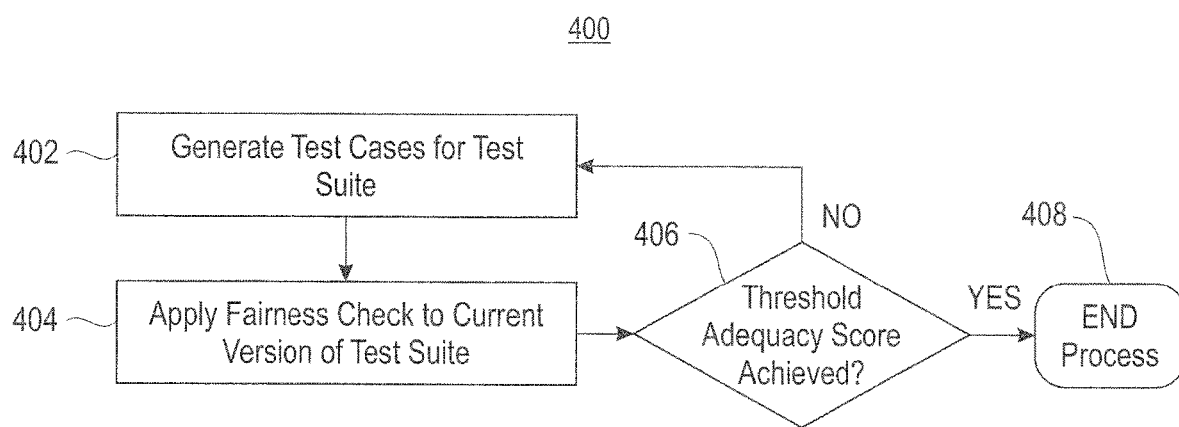 400
402
Generate Test Cases for Test
Suite
NO
406
408
404
Apply Fairness Check to Current
Version of Test Suite
Threshold
Adequacy Score
Achieved?
YES
END
Process